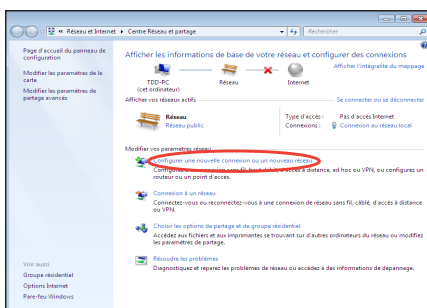 Réseau et Internet ▸ Centre Réseau et partage
Rechercher
Page d'accueil du panneau de configuration
Modifier les paramètres de la carte
Modifier les paramètres de partage avancés
Afficher les informations de base de votre réseau et configurer des connexions
Afficher l'intégralité du mappage
TDD-PC
(cet ordinateur)
Réseau
Internet
Afficher vos réseaux actifs
Se connecter ou se déconnecter
Réseau
Réseau public
Type d'accès : Pas d'accès Internet
Connexions : Connexion au réseau local
Modifier vos paramètres réseau
Configurer une nouvelle connexion ou un nouveau réseau
Configurez une connexion sans fil, haut débit, d'accès à distance, ad hoc ou VPN, ou configurez un
routeur ou un point d'accès.
Connexion à un réseau
Connectez-vous ou reconnectez-vous à une connexion de réseau sans fil, câblé, d'accès à distance
ou VPN.
Choisir les options de partage et de groupe résidentiel
Accédez aux fichiers et aux imprimantes se trouvant sur d'autres ordinateurs du réseau ou modifiez
les paramètres de partage.
Résoudre les problèmes
Diagnostiquez et réparez les problèmes de réseau ou accédez à des informations de dépannage.
Voir aussi
Groupe résidentiel
Options Internet
Pare-feu Windows